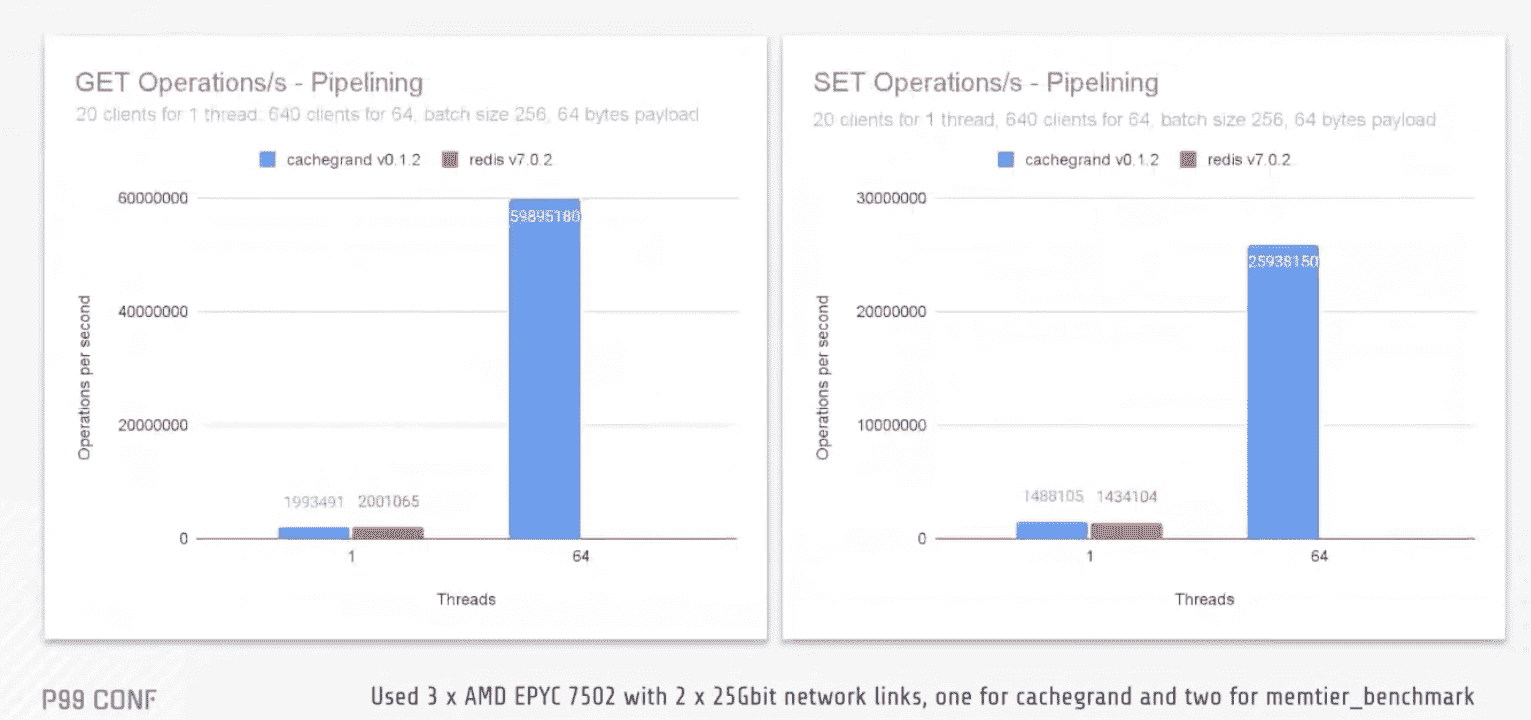 GET Operations/s - Pipelining
20 clients for 1 thread, 640 clients for 64, batch size 256, 64 bytes payload
cachegrand v0.1.2 redis v7.0.2
Operations per second
60000000
40000000
20000000
0
59895180
1993491 2001065
1 64
Threads
SET Operations/s - Pipelining
20 clients for 1 thread, 640 clients for 64, batch size 256, 64 bytes payload
cachegrand v0.1.2 redis v7.0.2
Operations per second
30000000
20000000
10000000
0
25938150
1488105 1434104
1 64
Threads
P99 CONF
Used 3 x AMD EPYC 7502 with 2 x 25Gbit network links, one for cachegrand and two for memtier_benchmark